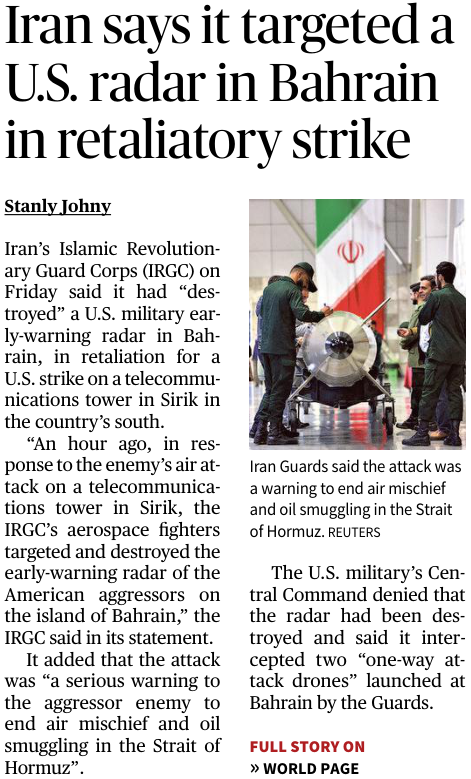 Iran says it targeted a
U.S. radar in Bahrain
in retaliatory strike
Stanly Johny
Iran's Islamic Revolution-
ary Guard Corps (IRGC) on
Friday said it had “des-
troyed” a U.S. military ear-
ly-warning radar in Bah-
rain, in retaliation for a
U.S. strike on a telecommu-
nications tower in Sirik in
the country's south.
“An hour ago, in res-
ponse to the enemy's air at-
tack on a telecommunica-
tions tower in Sirik, the
IRGC's aerospace fighters
targeted and destroyed the
early-warning radar of the
American aggressors on
the island of Bahrain,” the
IRGC said in its statement.
It added that the attack
was “a serious warning to
the aggressor enemy to
end air mischief and oil
smuggling in the Strait of
Hormuz”.
Iran Guards said the attack was
a warning to end air mischief
and oil smuggling in the Strait
of Hormuz. REUTERS
The U.S. military's Cen-
tral Command denied that
the radar had been des-
troyed and said it inter-
cepted two “one-way at-
tack drones” launched at
Bahrain by the Guards.
FULL STORY ON
» WORLD PAGE